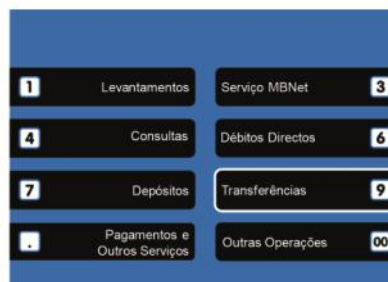 1 Levantamentos
Serviço MBNet 3
4 Consultas
Débitos Directos 6
7 Depósitos
Transferências 9
. Pagamentos e
Outros Serviços
Outras Operações 00